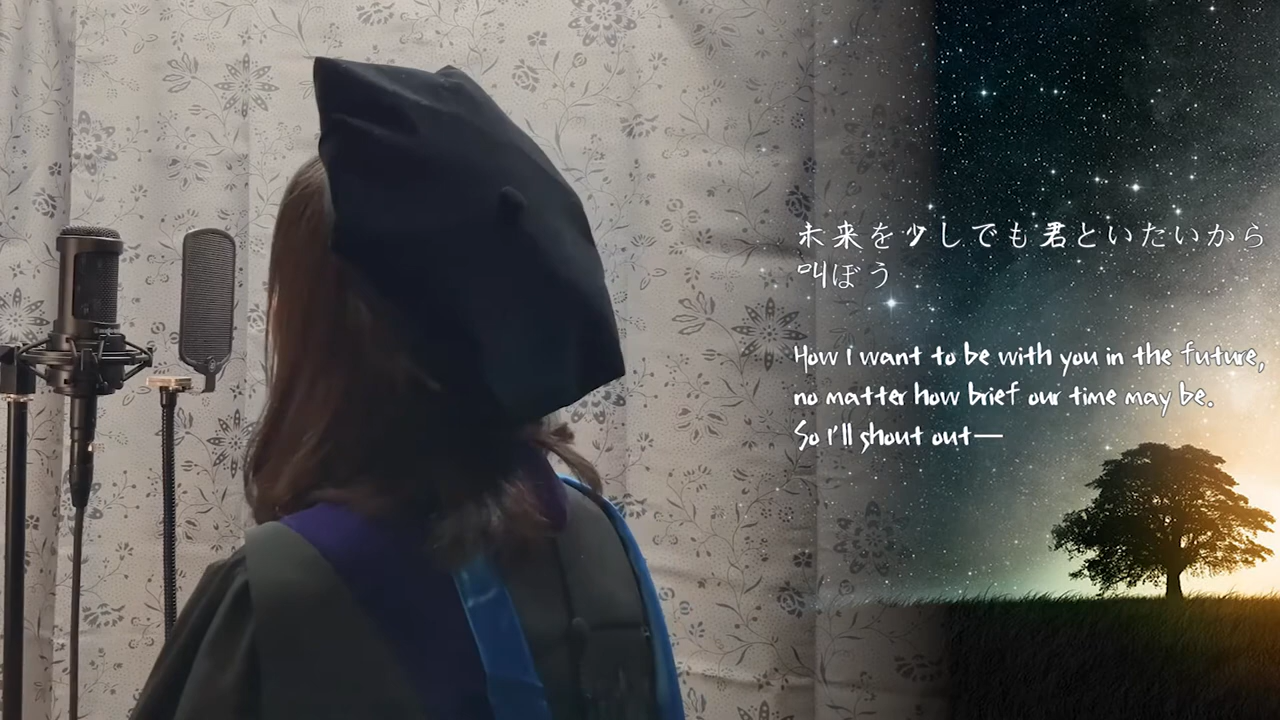 未来を少しでも君といたいから
叫ぼう
How I want to be with you in the future,
no matter how brief our time may be.
So I'll shout out—